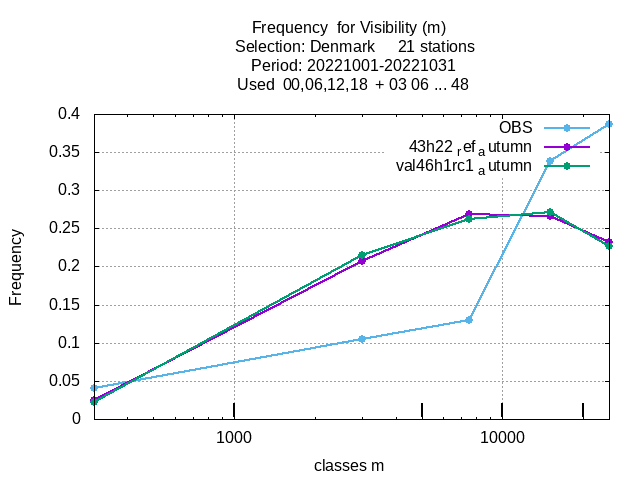 Frequency for Visibility (m)
Selection: Denmark 21 stations
Period: 20221001-20221031
Used 00,06,12,18 + 03 06 ... 48
OBS
43h22 ref_autumn
val46h1rc1_autumn
0.4
0.35
0.3
0.25
0.2
0.15
0.1
0.05
0
Frequency
1000 10000
classes m